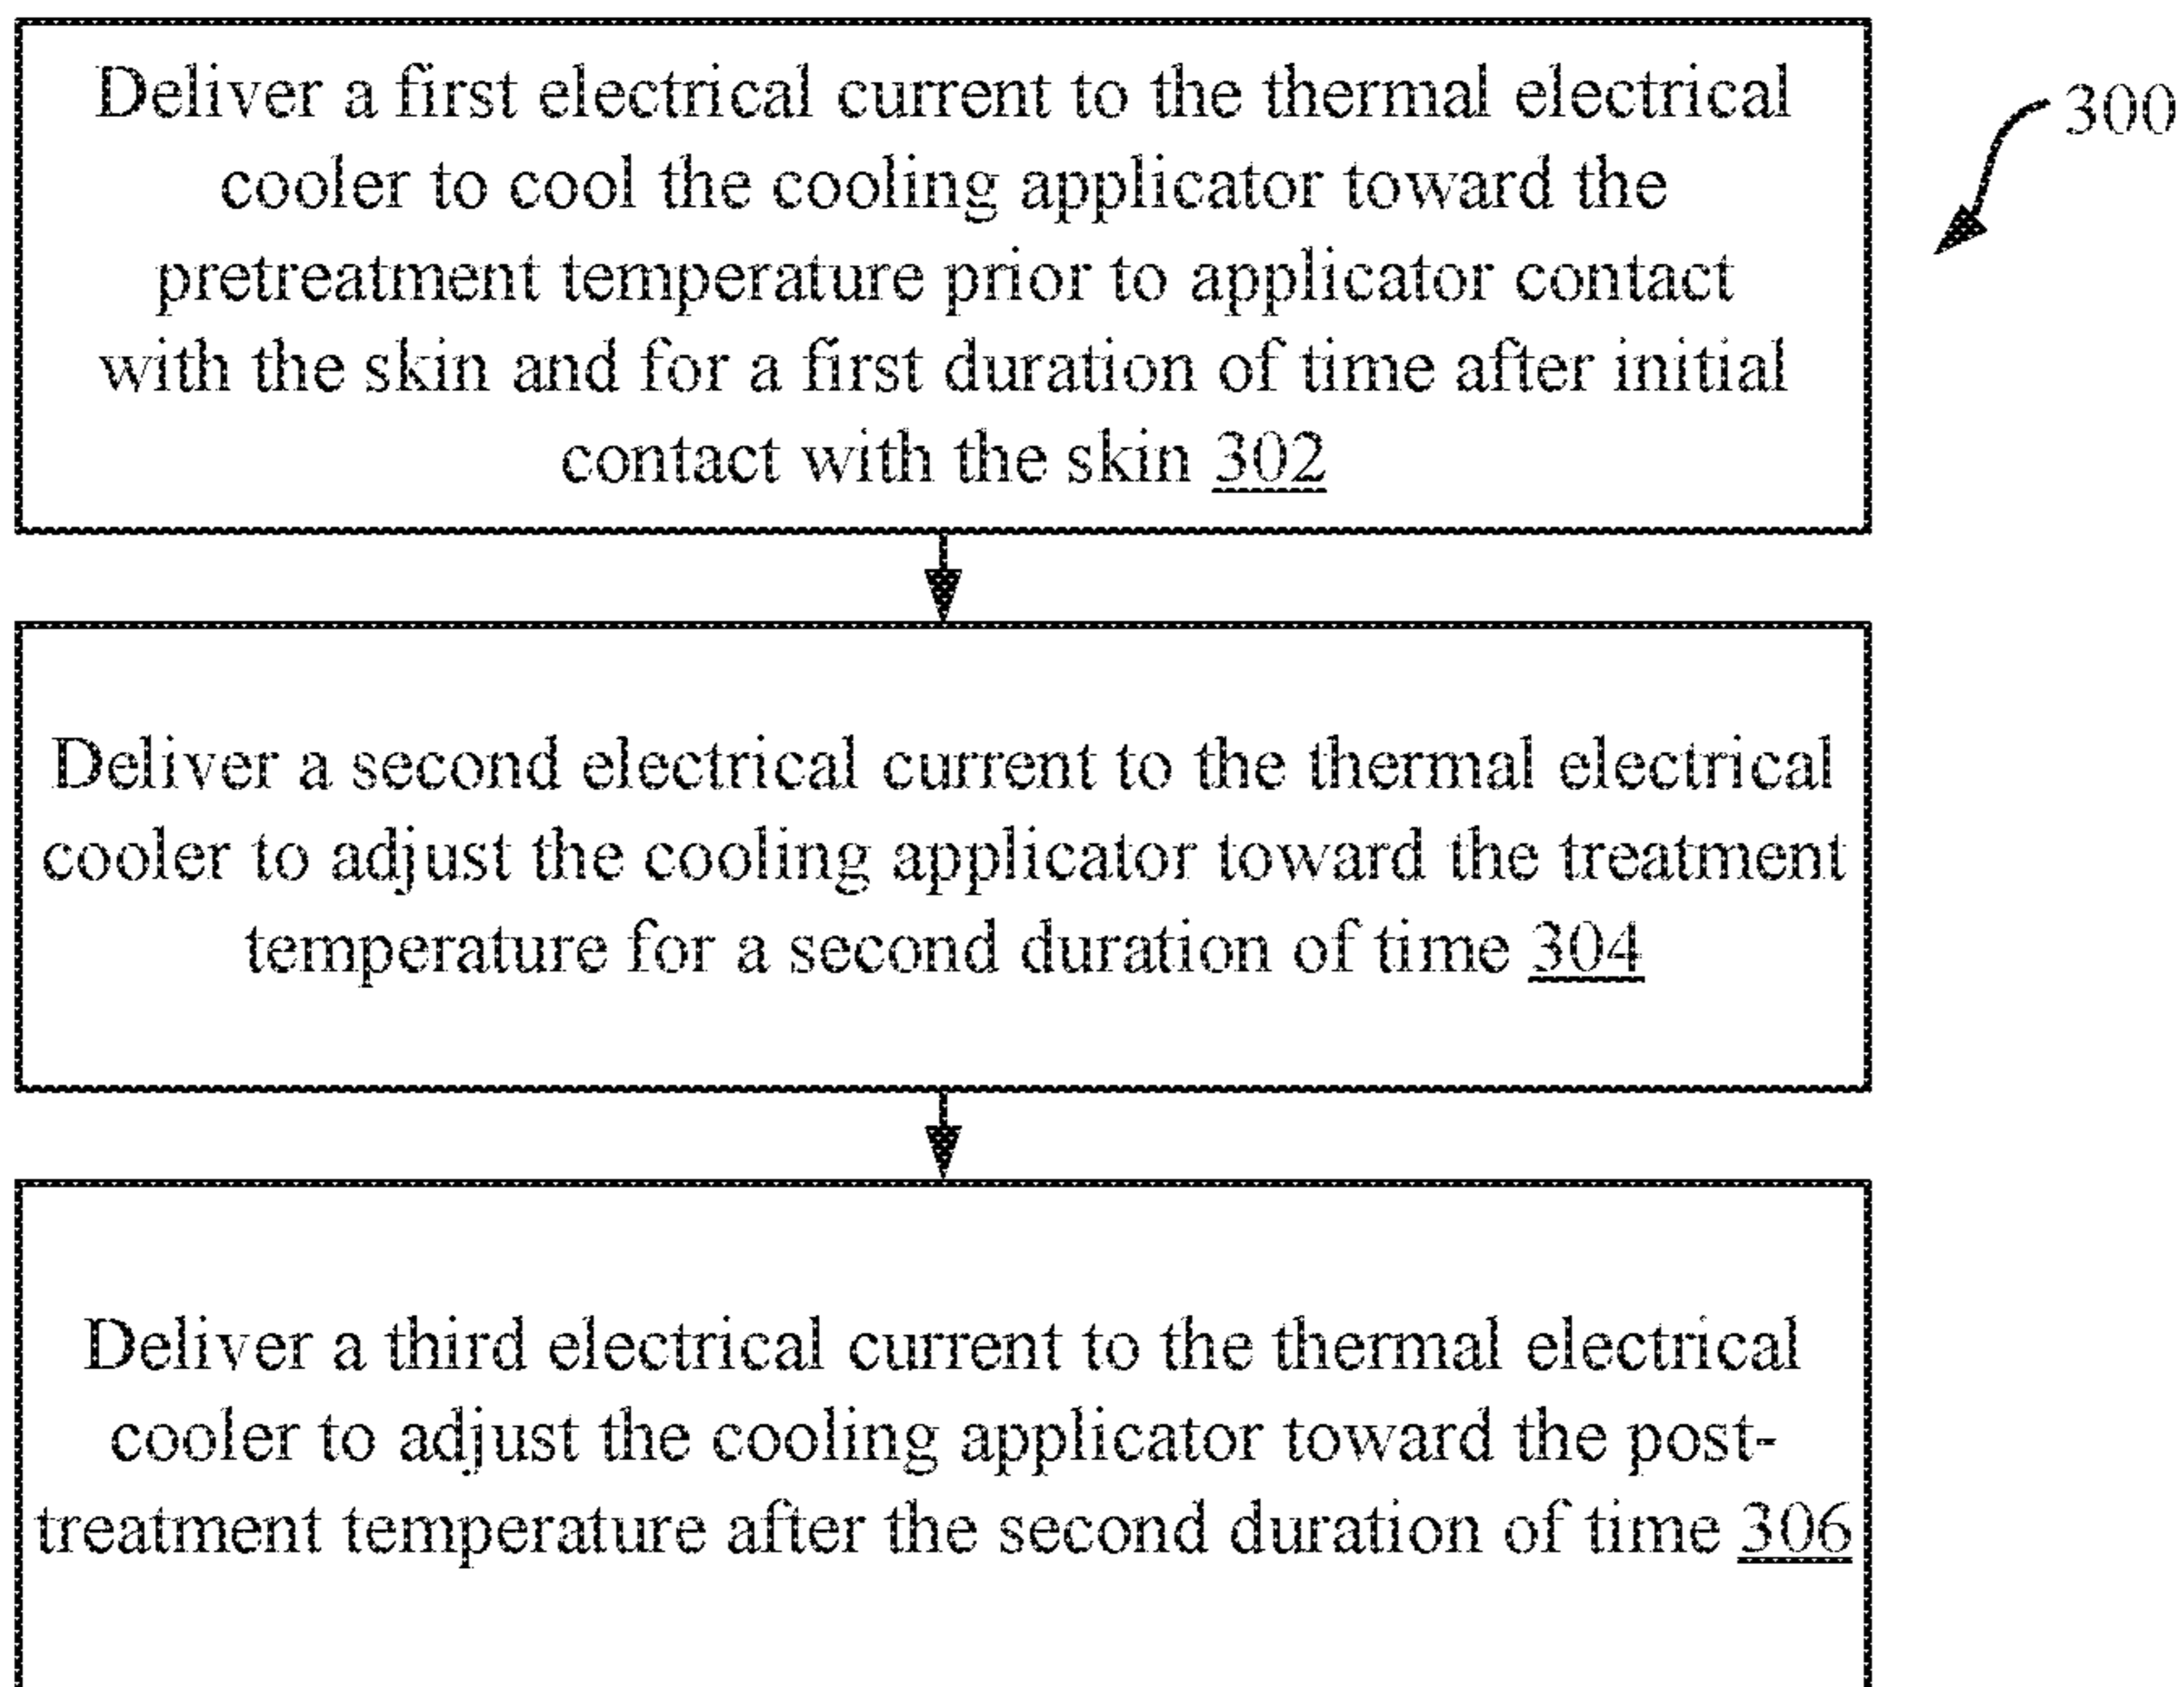 Deliver a first electrical current to the thermal electrical
cooler to cool the cooling applicator toward the
pretreatment temperature prior to applicator contact
with the skin and for a first duration of time after initial
contact with the skin 302
300
Deliver a second electrical current to the thermal electrical
cooler to adjust the cooling applicator toward the treatment
temperature for a second duration of time 304
Deliver a third electrical current to the thermal electrical
cooler to adjust the cooling applicator toward the post-
treatment temperature after the second duration of time 306